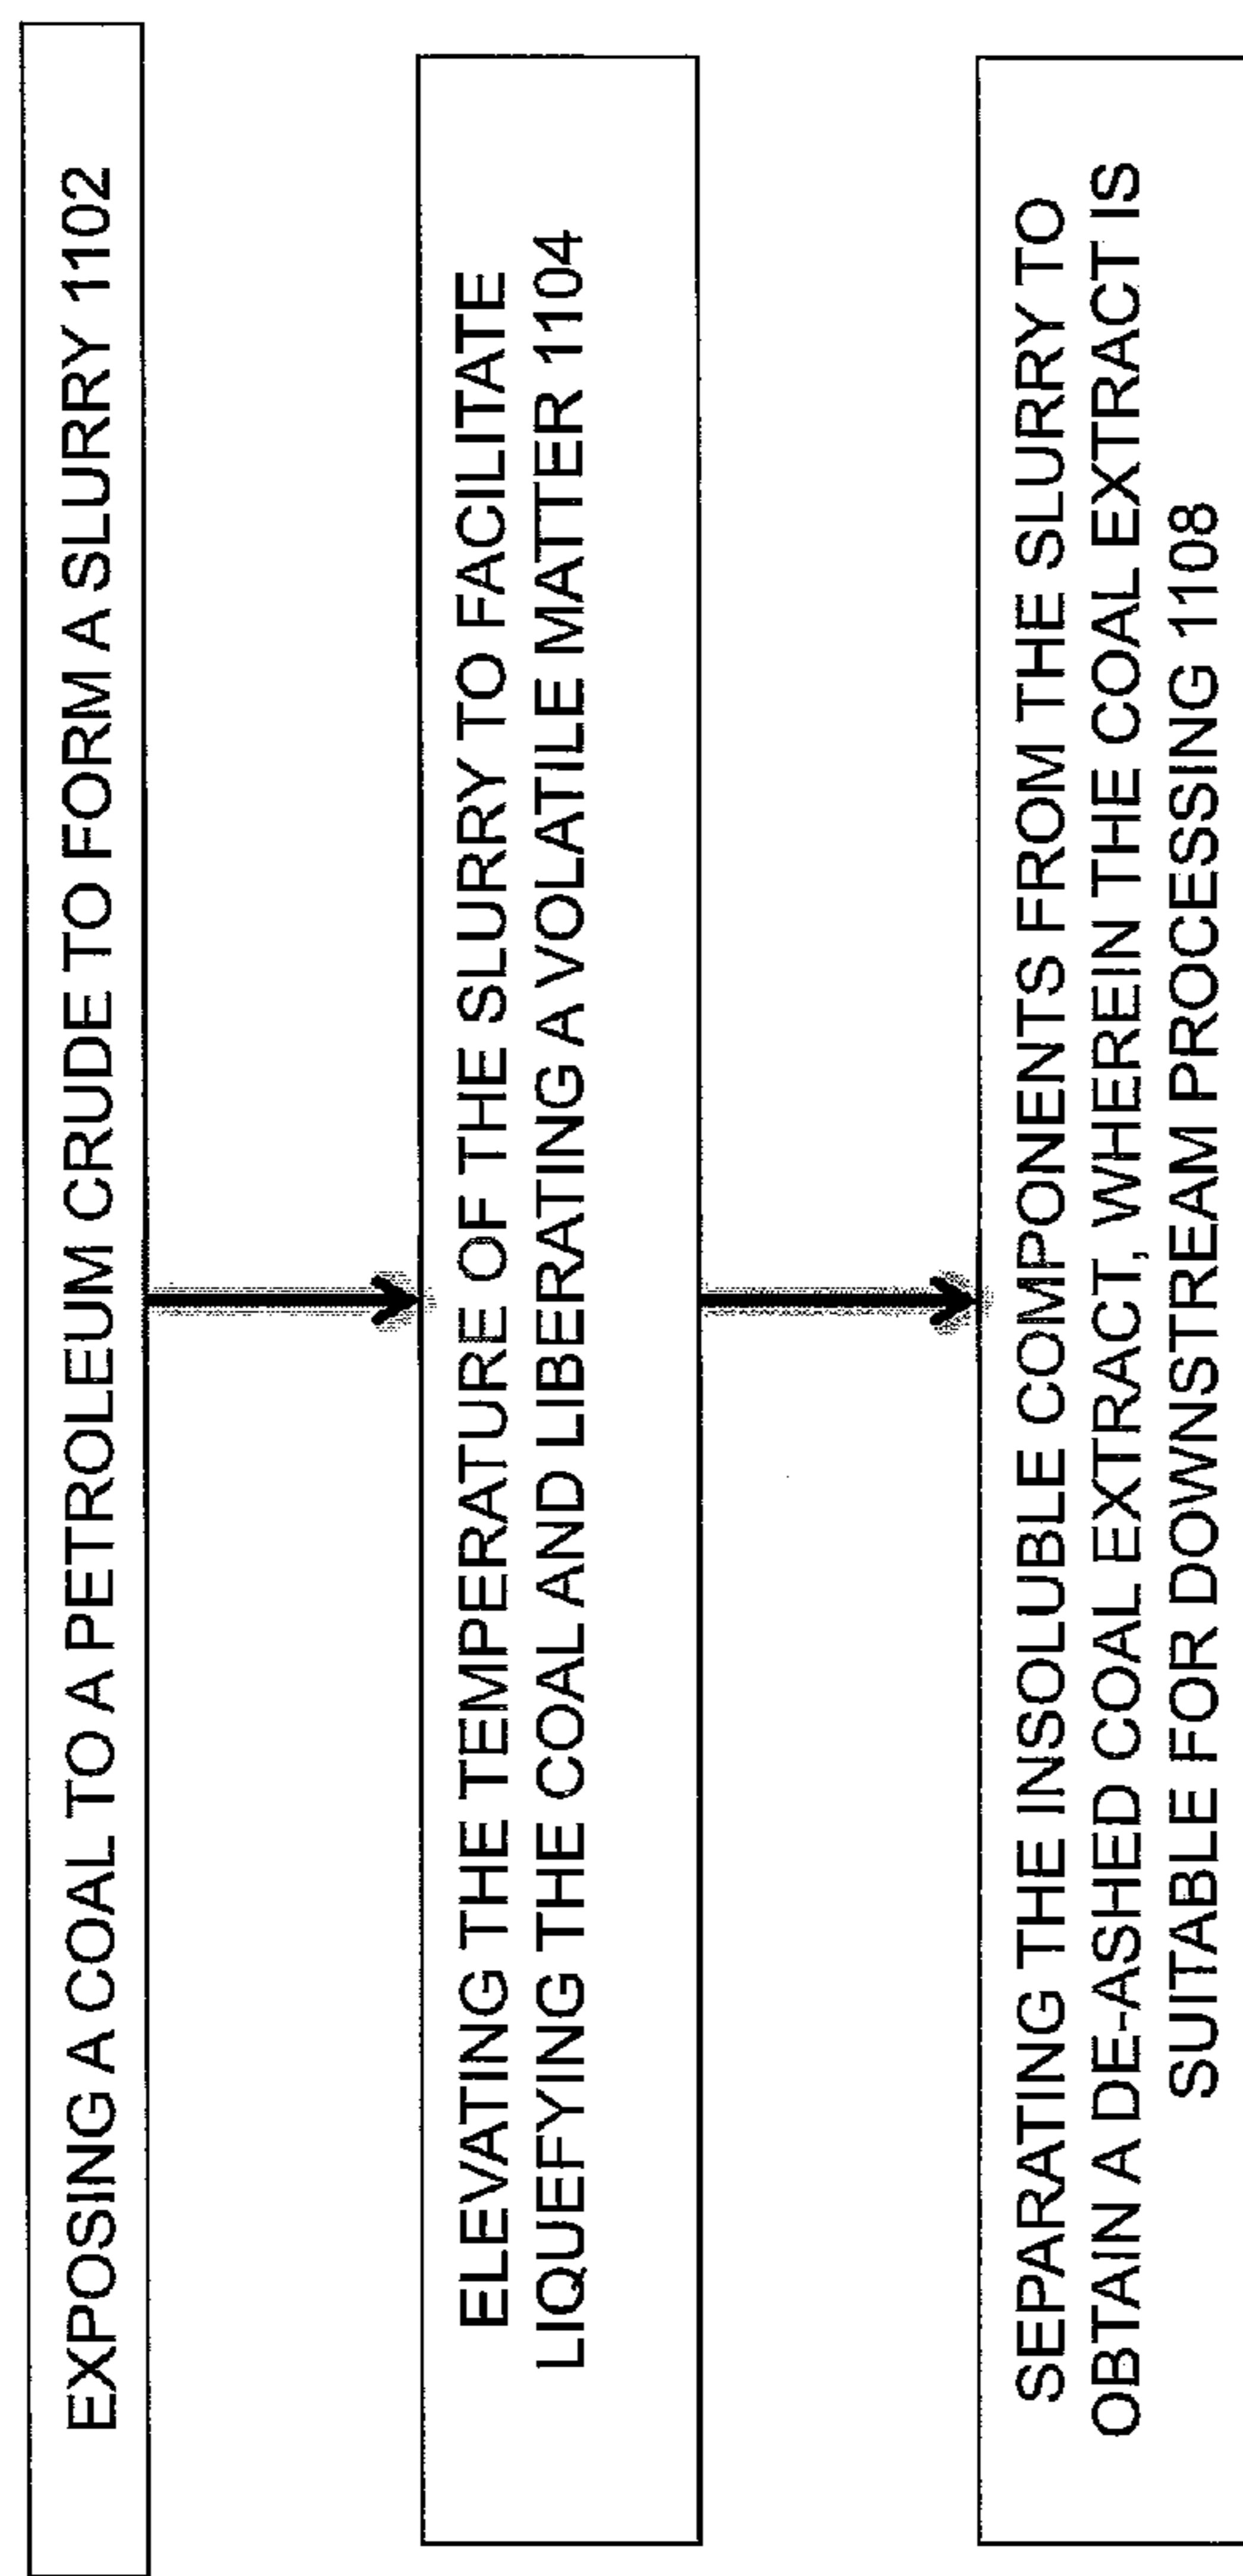 EXPOSING A COAL TO A PETROLEUM CRUDE TO FORM A SLURRY 1102
ELEVATING THE TEMPERATURE OF THE SLURRY TO FACILITATE
LIQUEFYING THE COAL AND LIBERATING A VOLATILE MATTER 1104
SEPARATING THE INSOLUBLE COMPONENTS FROM THE SLURRY TO
OBTAIN A DE-ASHED COAL EXTRACT, WHEREIN THE COAL EXTRACT IS
SUITABLE FOR DOWNSTREAM PROCESSING 1108